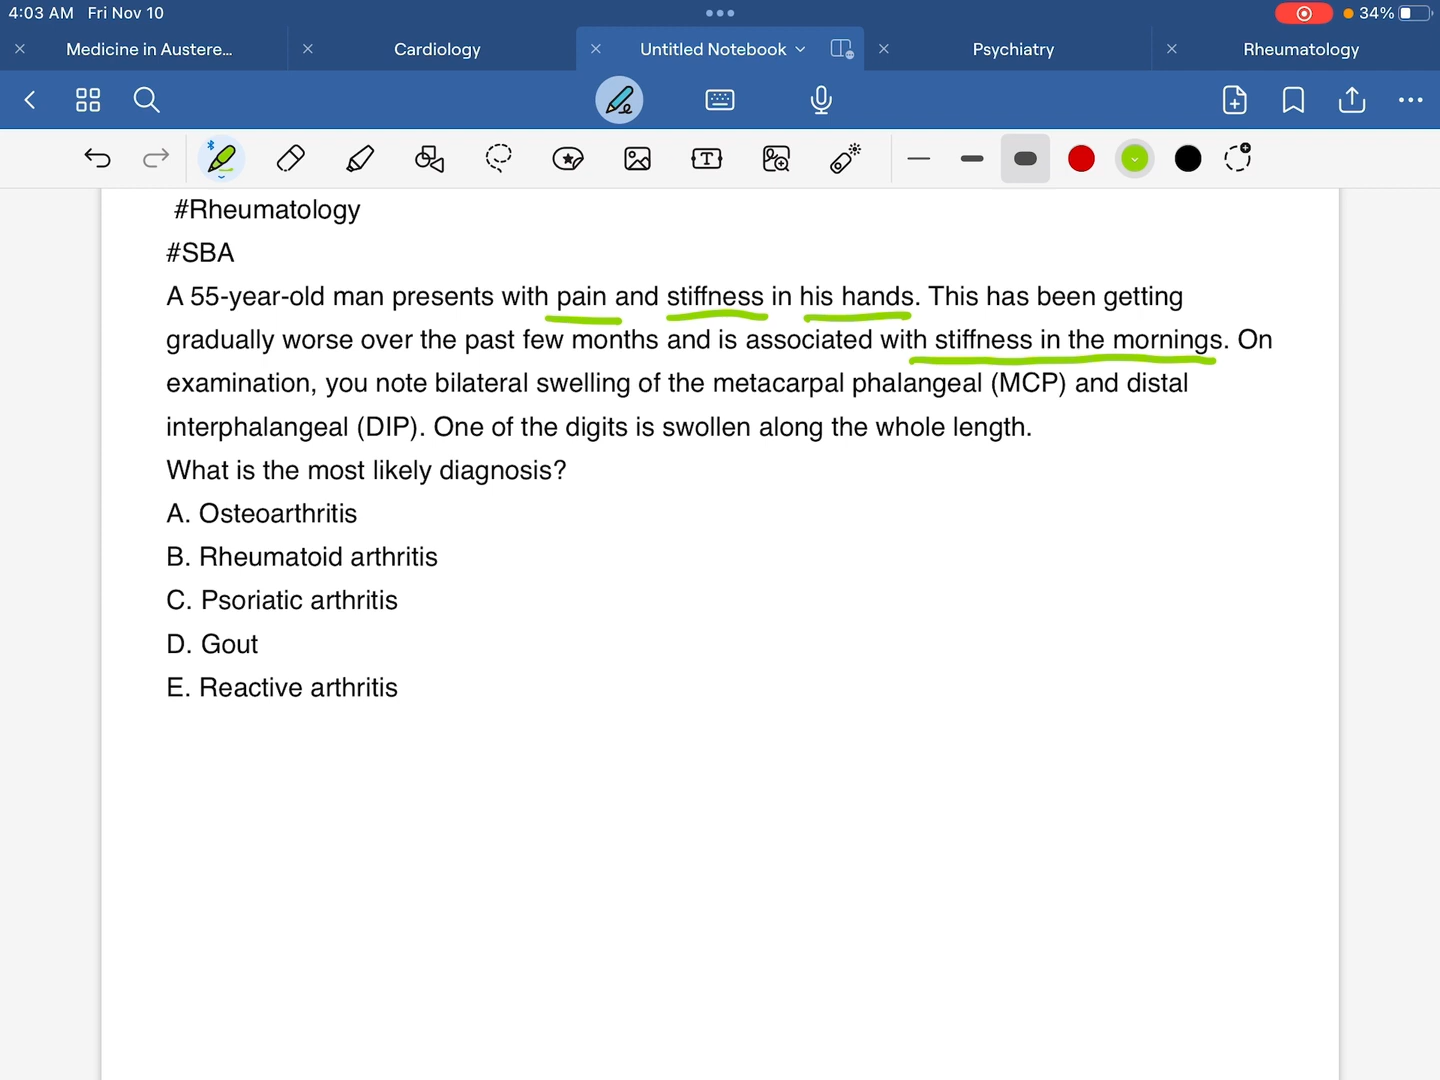 4:03 AM Fri Nov 10
34%
Medicine in Austere...
Cardiology
Untitled Notebook
Psychiatry
Rheumatology
#Rheumatology
#SBA
A 55-year-old man presents with pain and stiffness in his hands. This has been getting
gradually worse over the past few months and is associated with stiffness in the mornings. On
examination, you note bilateral swelling of the metacarpal phalangeal (MCP) and distal
interphalangeal (DIP). One of the digits is swollen along the whole length.
What is the most likely diagnosis?
A. Osteoarthritis
B. Rheumatoid arthritis
C. Psoriatic arthritis
D. Gout
E. Reactive arthritis